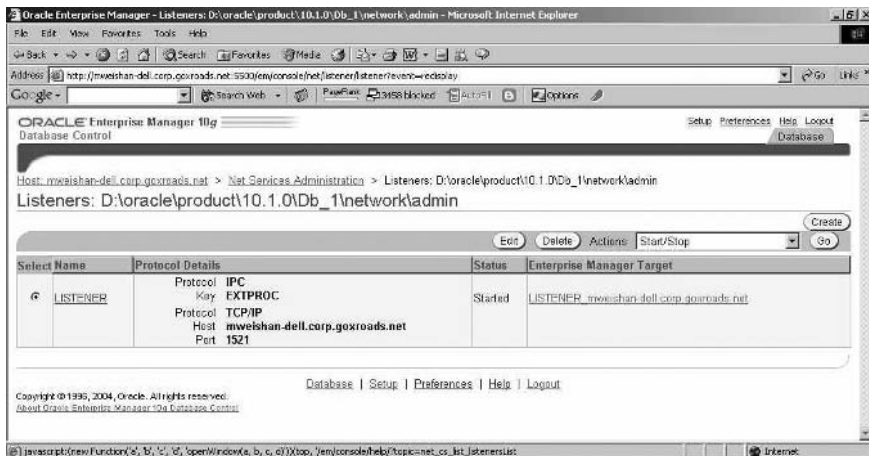 Oracle Enterprise Manager - Listeners: D:\oracle\product\10.1.0\Db_1\network\admin - Microsoft Internet Explorer
File Edit View Favorites Tools Help
Back Search Favorites Media
Address http://mweishan-dell.corp.goxroads.net:5500/em/console/net/listener/listener?event=redisplay Go Links
Google Search Web PageRank 3458 blocked AutoFill Options
ORACLE Enterprise Manager 10g
Database Control
Setup Preferences Help Logout
Database
Host: mweishan-dell.corp.goxroads.net > Net Services Administration > Listeners: D:\oracle\product\10.1.0\Db_1\network\admin
Listeners: D:\oracle\product\10.1.0\Db_1\network\admin
Create
Edit Delete Actions Start/Stop Go
Select Name Protocol Details Status Enterprise Manager Target
Protocol IPC
Key EXTPROC
LISTENER Started LISTENER_mweishan-dell.corp.goxroads.net
Protocol TCP/IP
Host mweishan-dell.corp.goxroads.net
Port 1521
Database | Setup | Preferences | Help | Logout
Copyright © 1996, 2004, Oracle. All rights reserved.
About Oracle Enterprise Manager 10g Database Control
javascript:(new Function('a', 'b', 'c', 'd', 'openWindow(a, b, c, d)'))(top, '/em/console/help?topic=net_cs_list_listenersList Internet